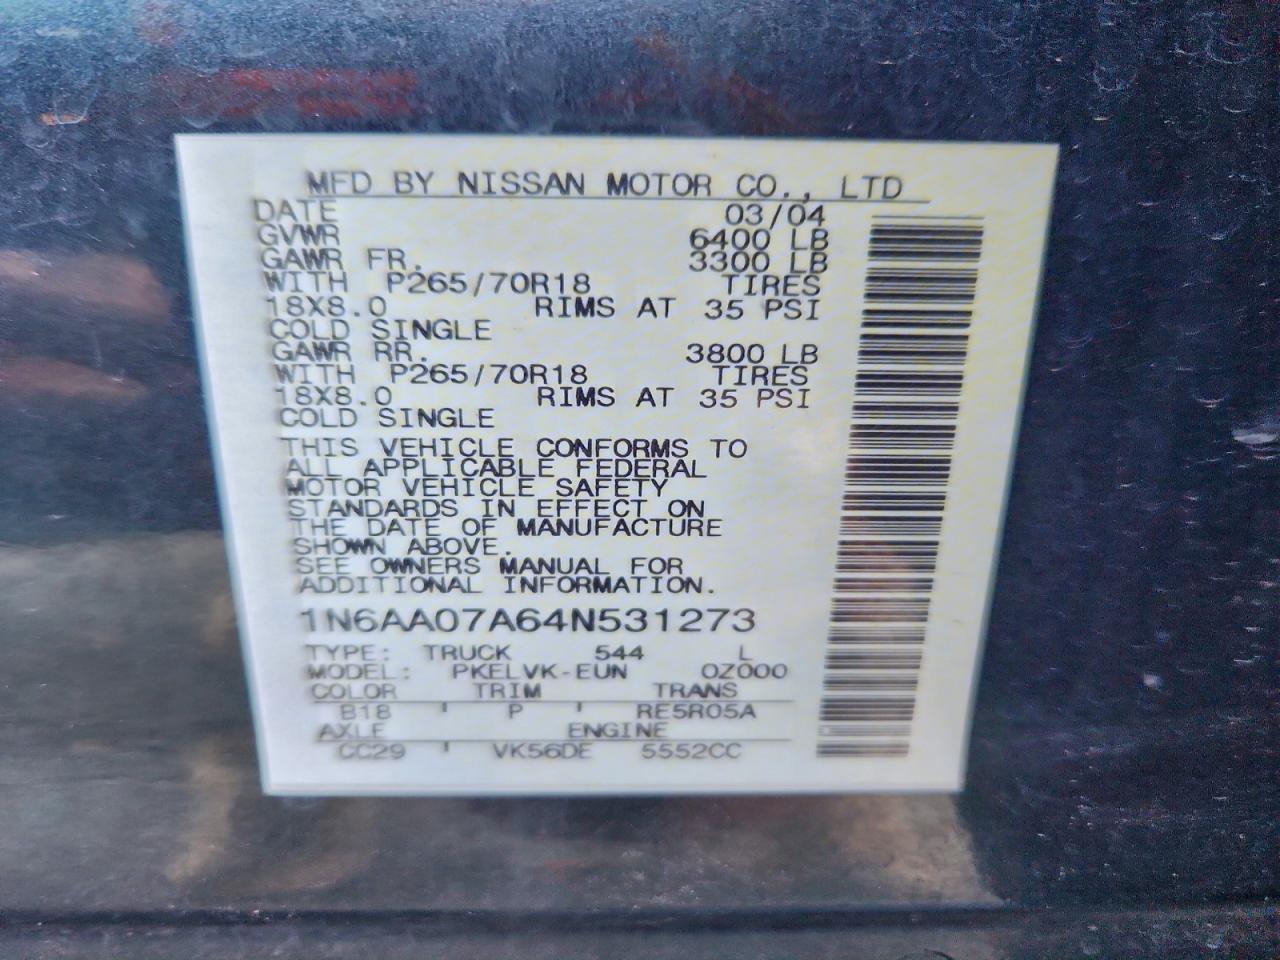 MFD BY NISSAN MOTOR CO., LTD
DATE 03/04
GVWR 6400 LB
GAWR FR. 3300 LB
WITH P265/70R18 TIRES
18X8.0 RIMS AT 35 PSI
COLD SINGLE
GAWR RR. 3800 LB
WITH P265/70R18 TIRES
18X8.0 RIMS AT 35 PSI
COLD SINGLE
THIS VEHICLE CONFORMS TO
ALL APPLICABLE FEDERAL
MOTOR VEHICLE SAFETY
STANDARDS IN EFFECT ON
THE DATE OF MANUFACTURE
SHOWN ABOVE.
SEE OWNERS MANUAL FOR
ADDITIONAL INFORMATION.
1N6AA07A64N531273
TYPE: TRUCK 544 L
MODEL: PKELVK-EUN 0Z000
COLOR TRIM TRANS
B18 P RE5R05A
AXLE ENGINE
CC29 VK56DE 5552CC